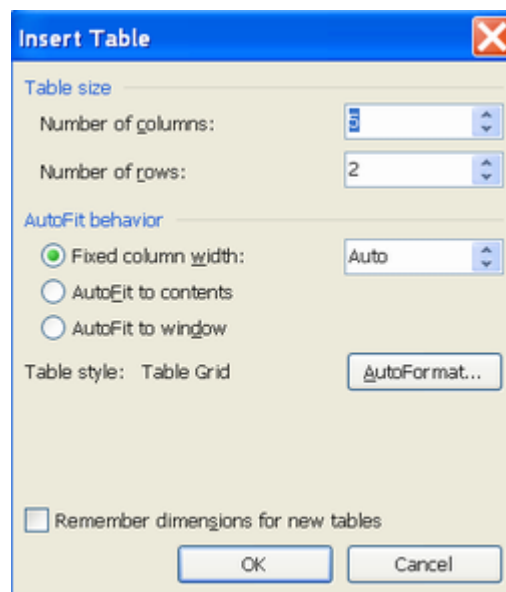 Insert Table
Table size
Number of columns: 5
Number of rows: 2
AutoFit behavior
Fixed column width: Auto
AutoFit to contents
AutoFit to window
Table style: Table Grid AutoFormat...
Remember dimensions for new tables
OK Cancel